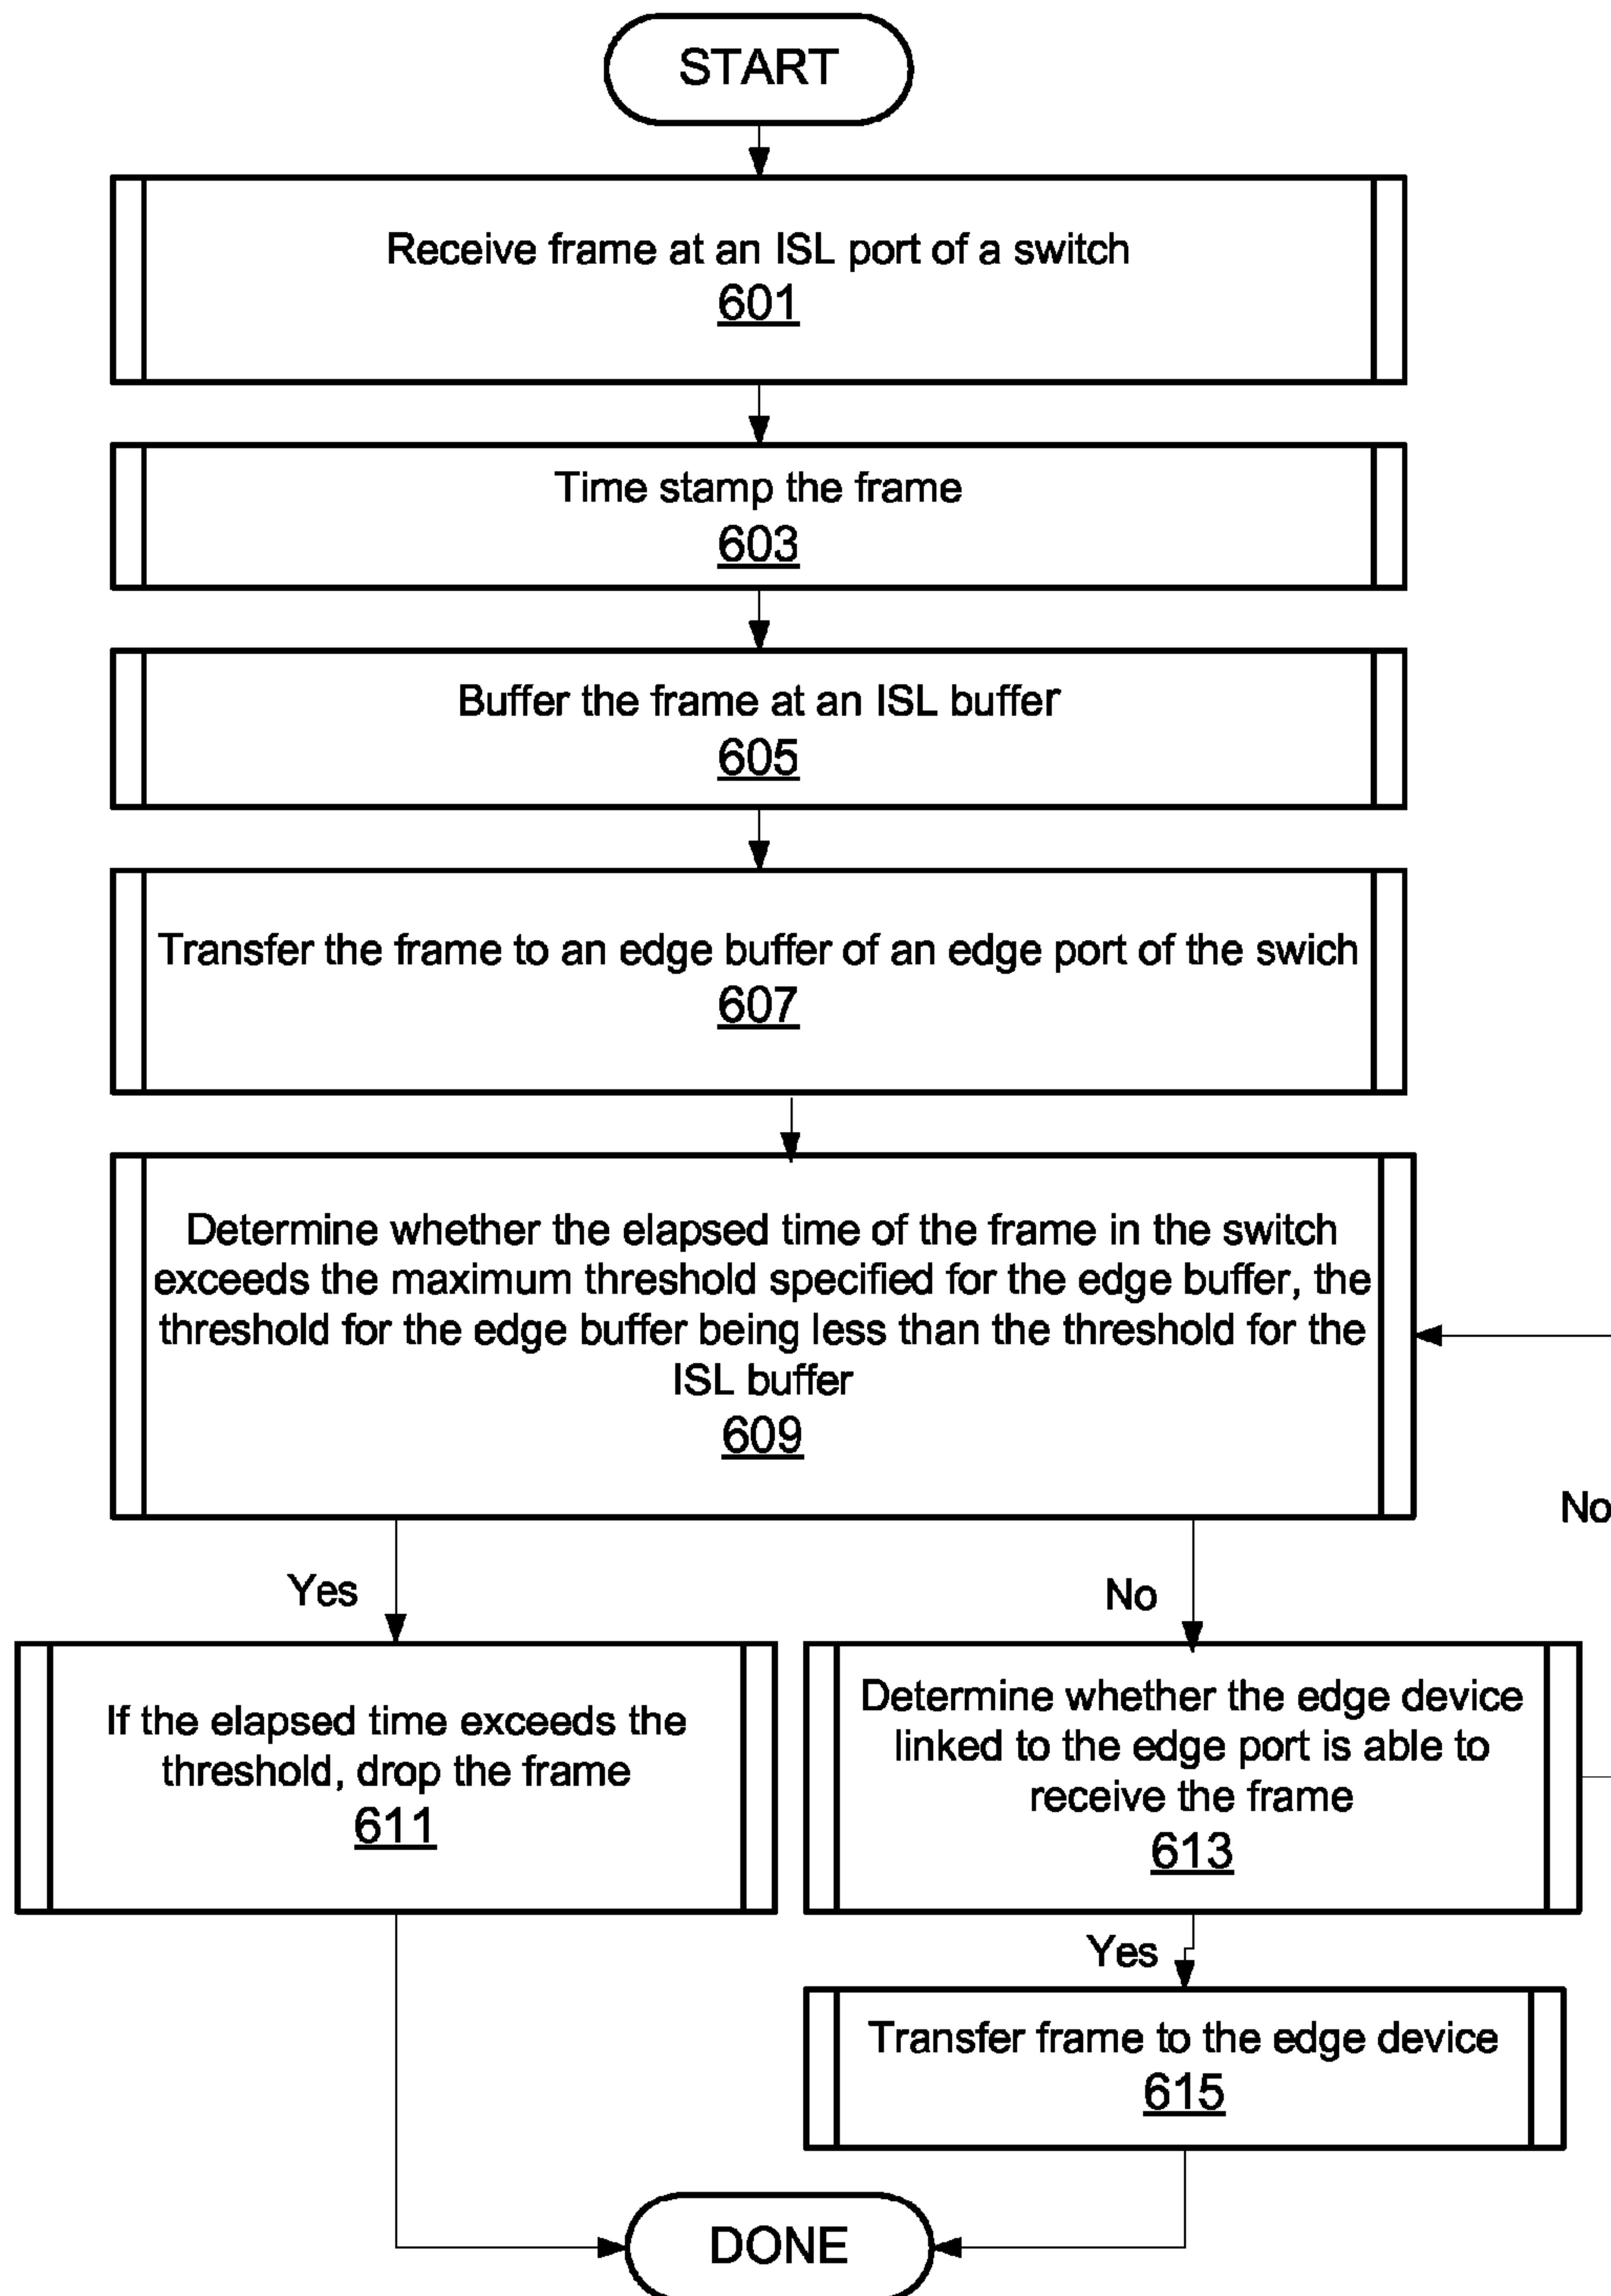 START
Receive frame at an ISL port of a switch
601
Time stamp the frame
603
Buffer the frame at an ISL buffer
605
Transfer the frame to an edge buffer of an edge port of the swich
607
Determine whether the elapsed time of the frame in the switch
exceeds the maximum threshold specified for the edge buffer, the
threshold for the edge buffer being less than the threshold for the
ISL buffer
609
No
Yes
No
If the elapsed time exceeds the
threshold, drop the frame
611
Determine whether the edge device
linked to the edge port is able to
receive the frame
613
Yes
Transfer frame to the edge device
615
DONE